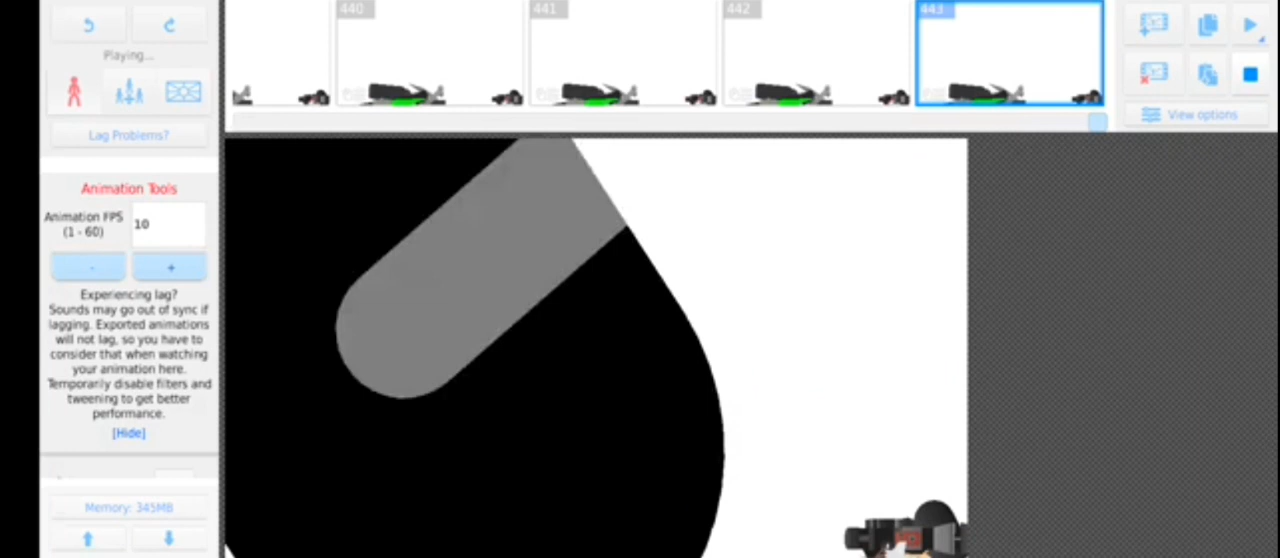 440
441
442
443
Playing...
Lag Problems?
View options
Animation Tools
Animation FPS
(1 - 60)
10
-
+
Experiencing lag?
Sounds may go out of sync if
lagging. Exported animations
will not lag, so you have to
consider that when watching
your animation here.
Temporarily disable filters and
tweening to get better
performance.
[Hide]
Memory: 345MB